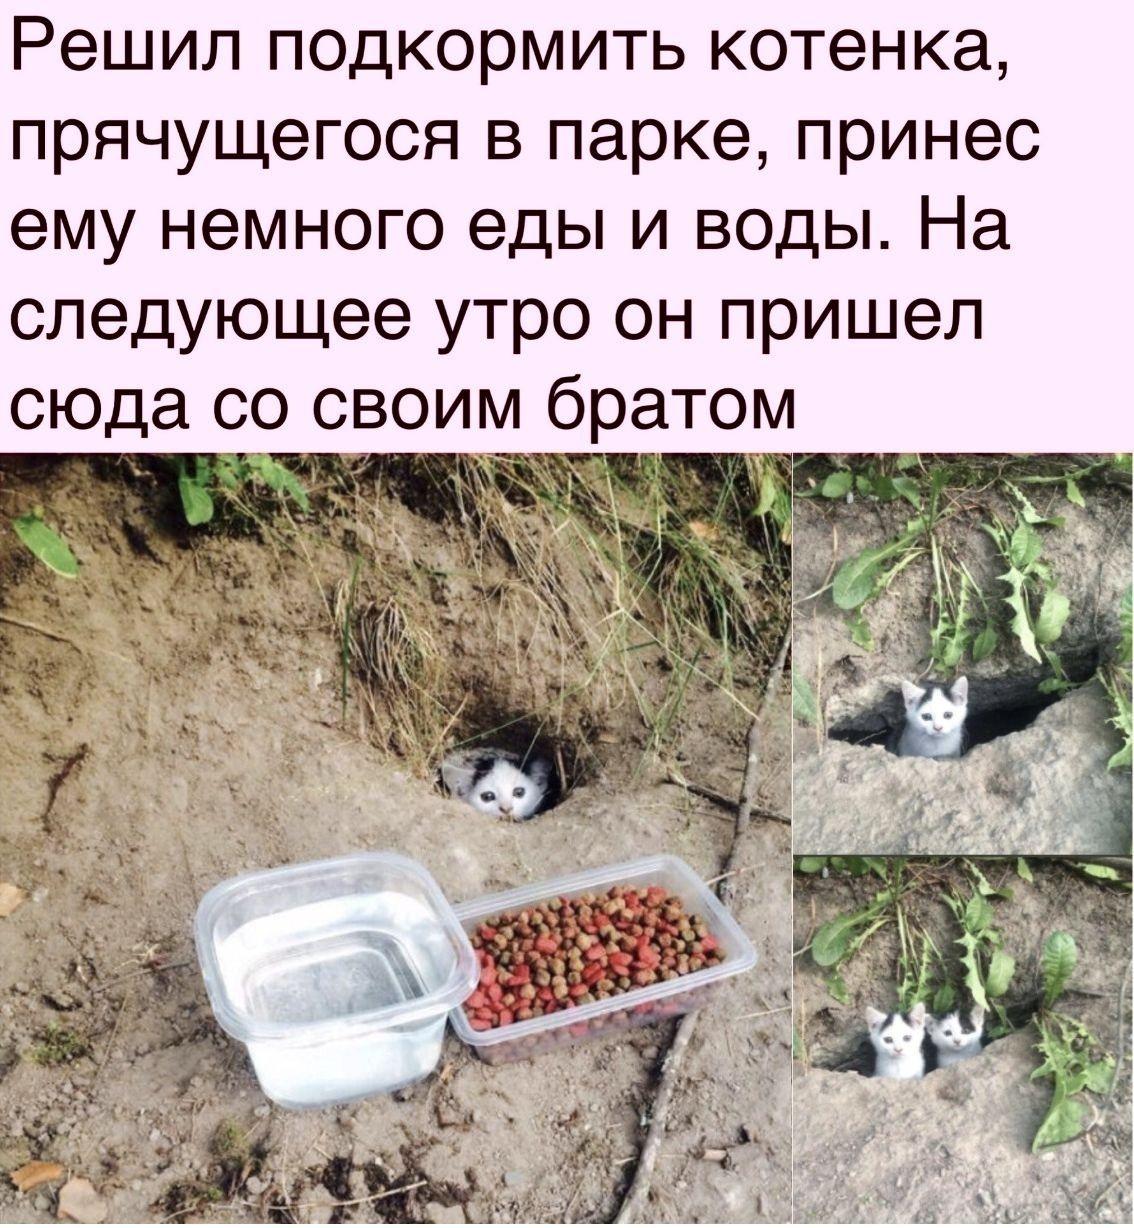 Решил подкормить котенка,
прячущегося в парке, принес
ему немного еды и воды. На
следующее утро он пришел
сюда со своим братом